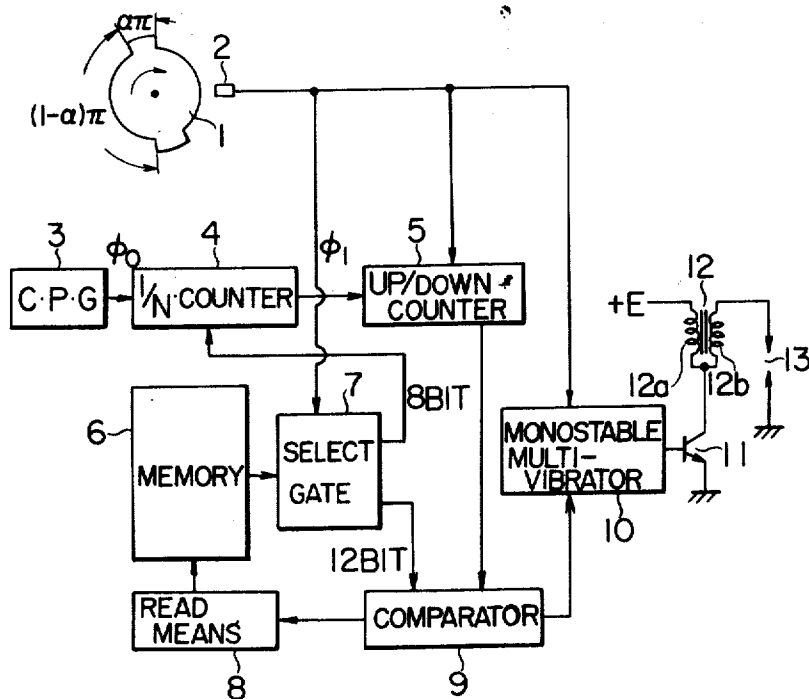 απ
2
(1-α)π
1
3
φ0
4
φ1
5
C·P·G
1/N·COUNTER
UP/DOWN
COUNTER
+E
12
13
12a
12b
6
7
8BIT
MEMORY
SELECT
GATE
MONOSTABLE
MULTI-
VIBRATOR
11
10
12BIT
READ
MEANS
COMPARATOR
8
9